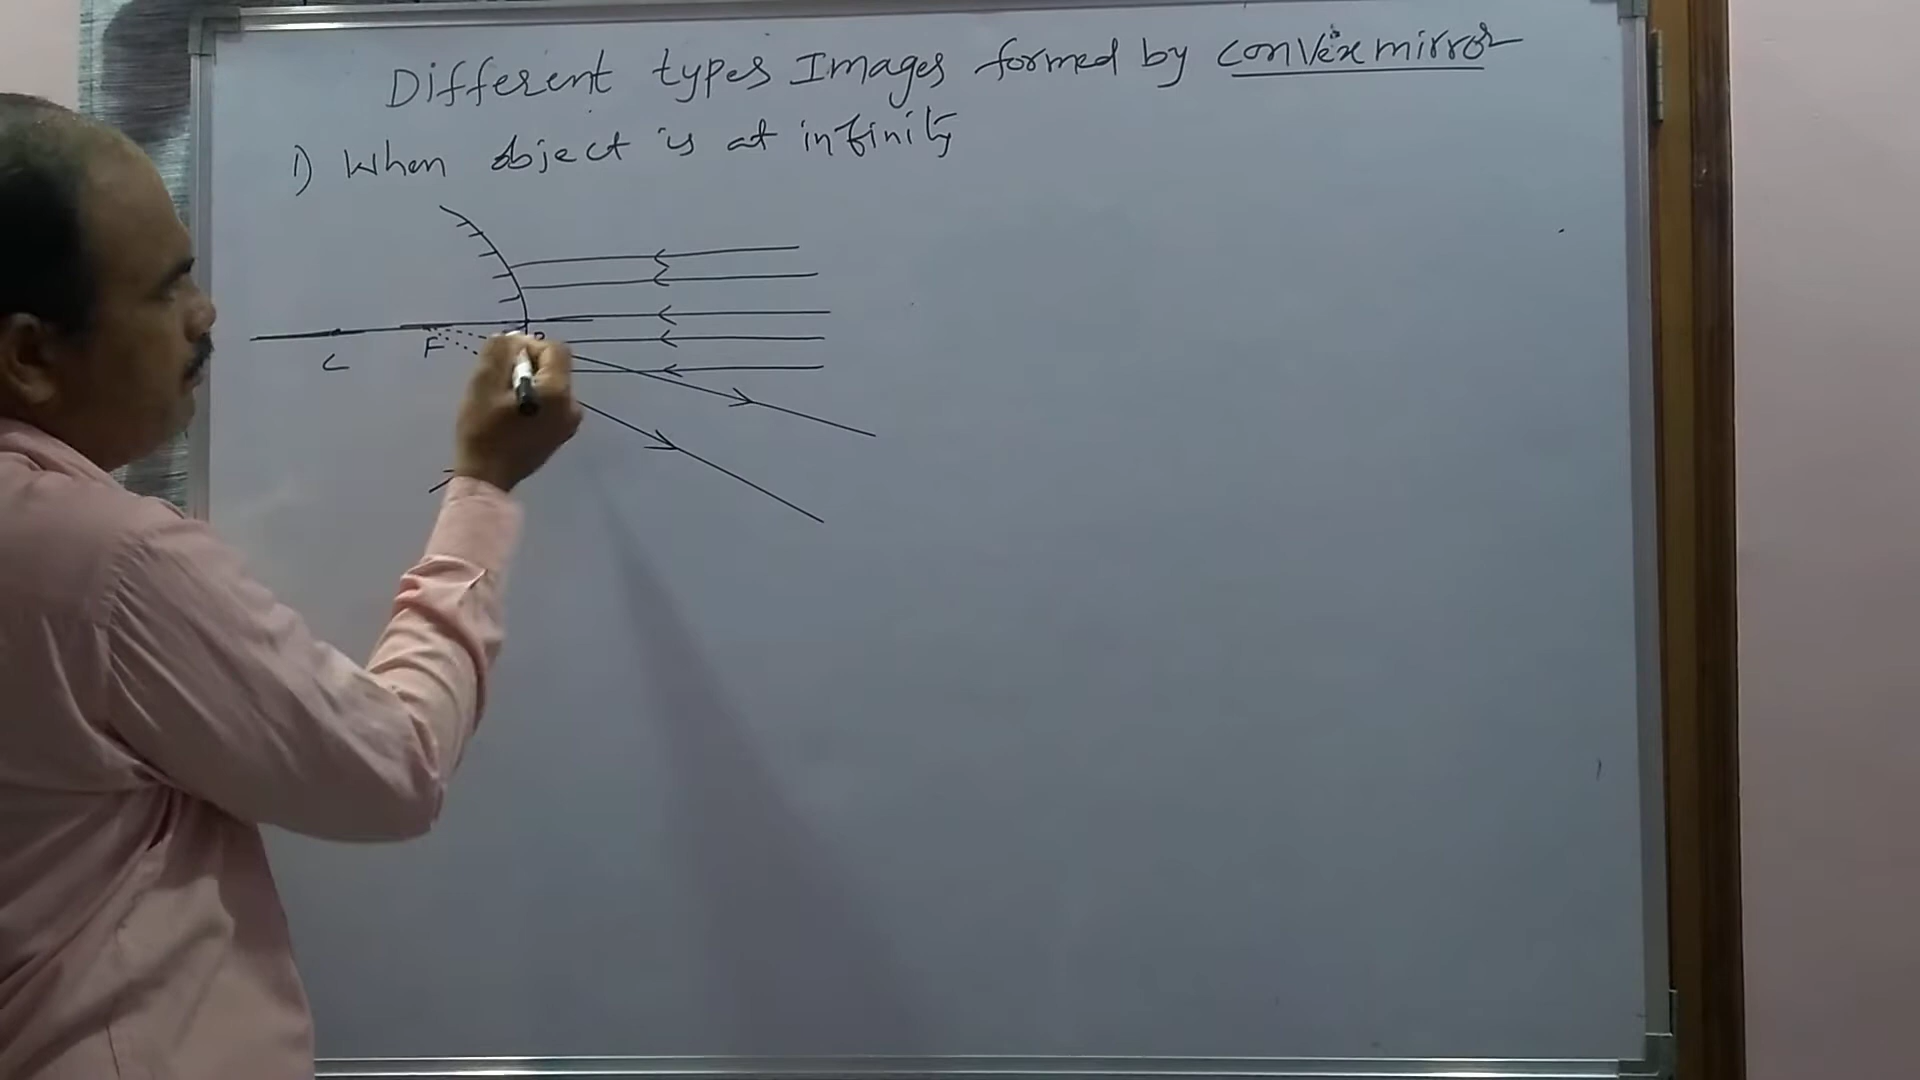 Different types Images formed by convex mirror
1) When object is at infinity
C
F
P